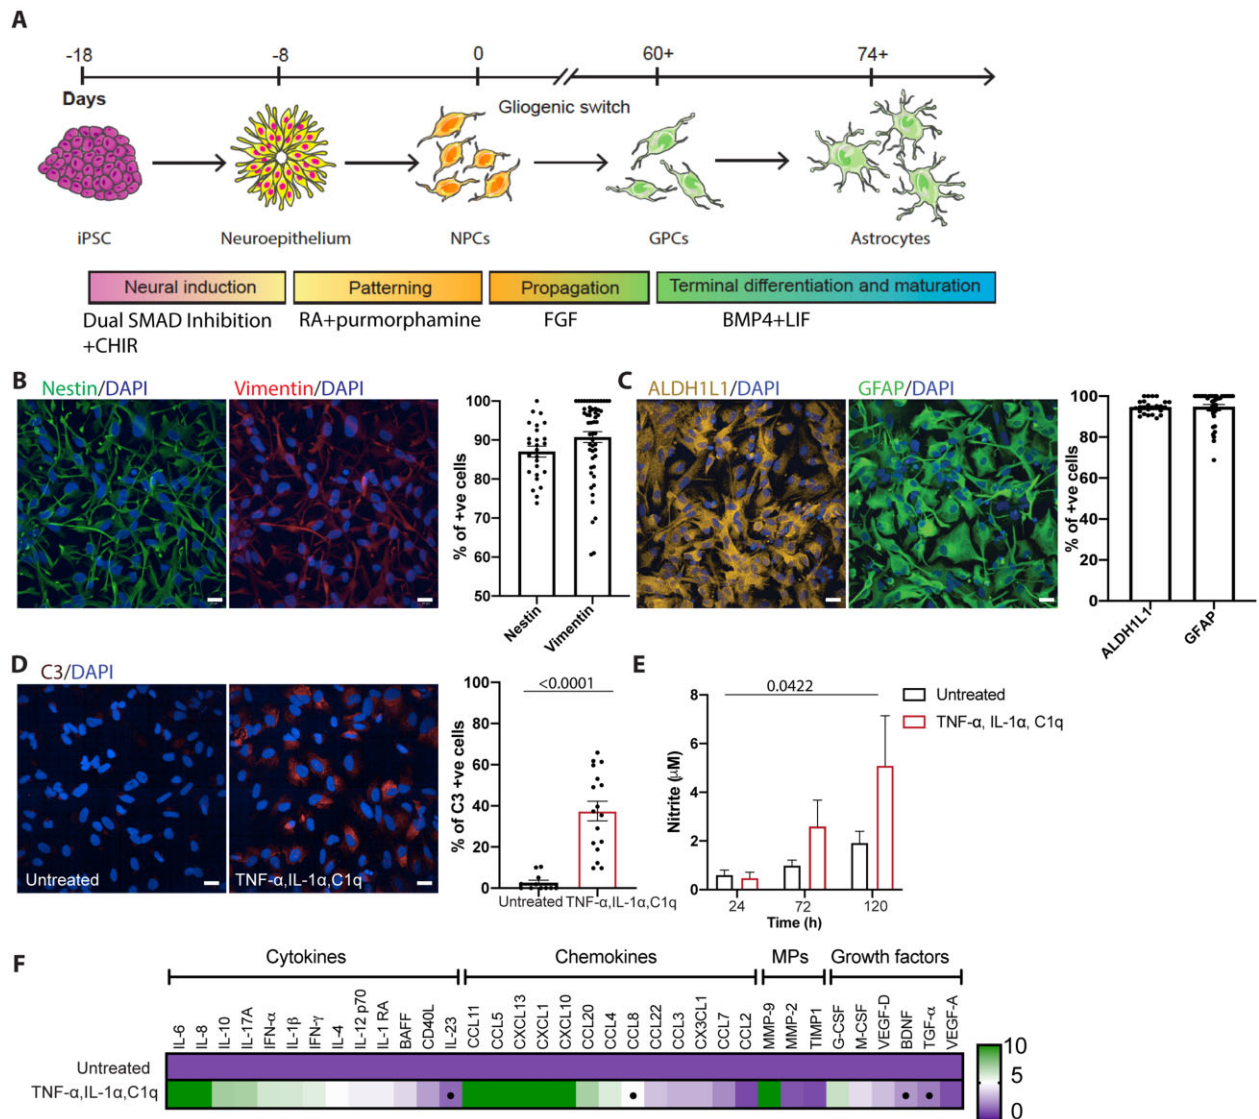 A
-18
-8
0
60+
74+
Days
Gliogenic switch
iPSC
Neuroepithelium
NPCs
GPCs
Astrocytes
Neural induction
Patterning
Propagation
Terminal differentiation and maturation
Dual SMAD Inhibition
+CHIR
RA+purmorphamine
FGF
BMP4+LIF
B
Nestin/DAPI
Vimentin/DAPI
% of +ve cells
100
90
80
70
60
50
Nestin
Vimentin
C
ALDH1L1/DAPI
GFAP/DAPI
% of +ve cells
100
80
60
40
20
0
ALDH1L1
GFAP
D
C3/DAPI
Untreated
TNF-α,IL-1α,C1q
% of C3 +ve cells
100
80
60
40
20
0
<0.0001
Untreated
TNF-α,IL-1α,C1q
E
Nitrite (μM)
8
6
4
2
0
0.0422
24
72
120
Time (h)
Untreated
TNF-α, IL-1α, C1q
F
Cytokines
Chemokines
MPs
Growth factors
IL-6
IL-8
IL-10
IL-17A
IFN-α
IL-1β
IFN-γ
IL-4
IL-12 p70
IL-1 RA
BAFF
CD40L
IL-23
CCL11
CCL5
CXCL13
CXCL1
CXCL10
CCL20
CCL4
CCL8
CCL22
CCL3
CX3CL1
CCL7
CCL2
MMP-9
MMP-2
TIMP1
G-CSF
M-CSF
VEGF-D
BDNF
TGF-α
VEGF-A
Untreated
TNF-α,IL-1α,C1q
10
5
0